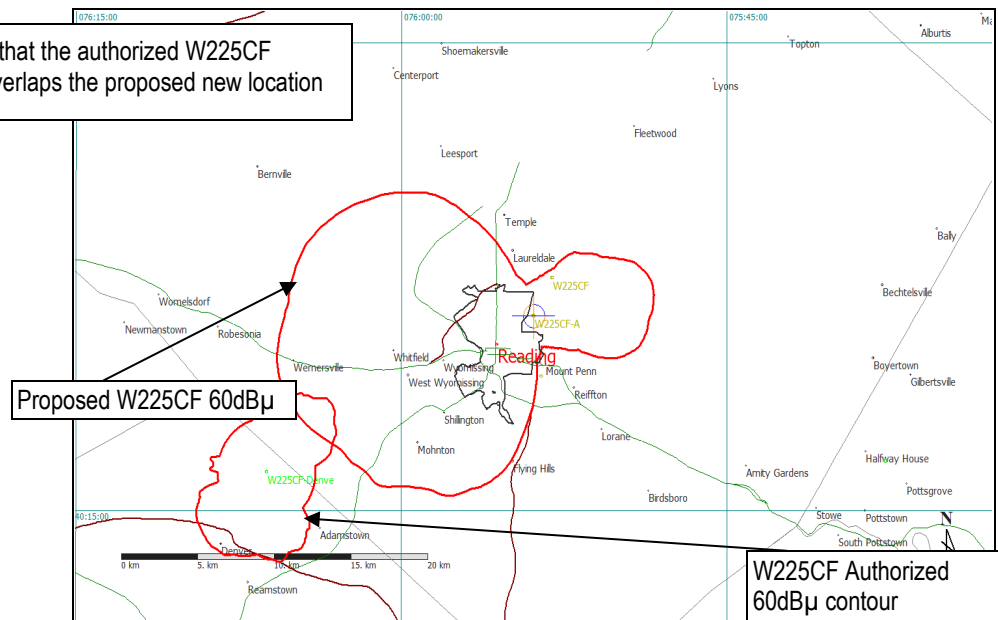 076:15:00
076:00:00
075:45:00
Alburtis
that the authorized W225CF
verlaps the proposed new location
Shoemakersville
Topton
Centerport
Lyons
Fleetwood
Leesport
Bernville
Temple
Bally
Laureldale
W225CF
Bechtelsville
Womelsdorf
Newmanstown
Robesonia
W225CF-A
Reading
Whitfield
Wernersville
Wyomissing
Mount Penn
Boyertown
West Wyomissing
Gilbertsville
Proposed W225CF 60dBµ
Reiffton
Shillington
Lorane
Mohnton
Halfway House
Flying Hills
Amity Gardens
W225CF-Denve
Birdsboro
Pottsgrove
40:15:00
Stowe
Pottstown
N
Adamstown
South Pottstown
Denver
0 km 5. km 10. km 15. km 20 km
Reamstown
W225CF Authorized
60dBµ contour